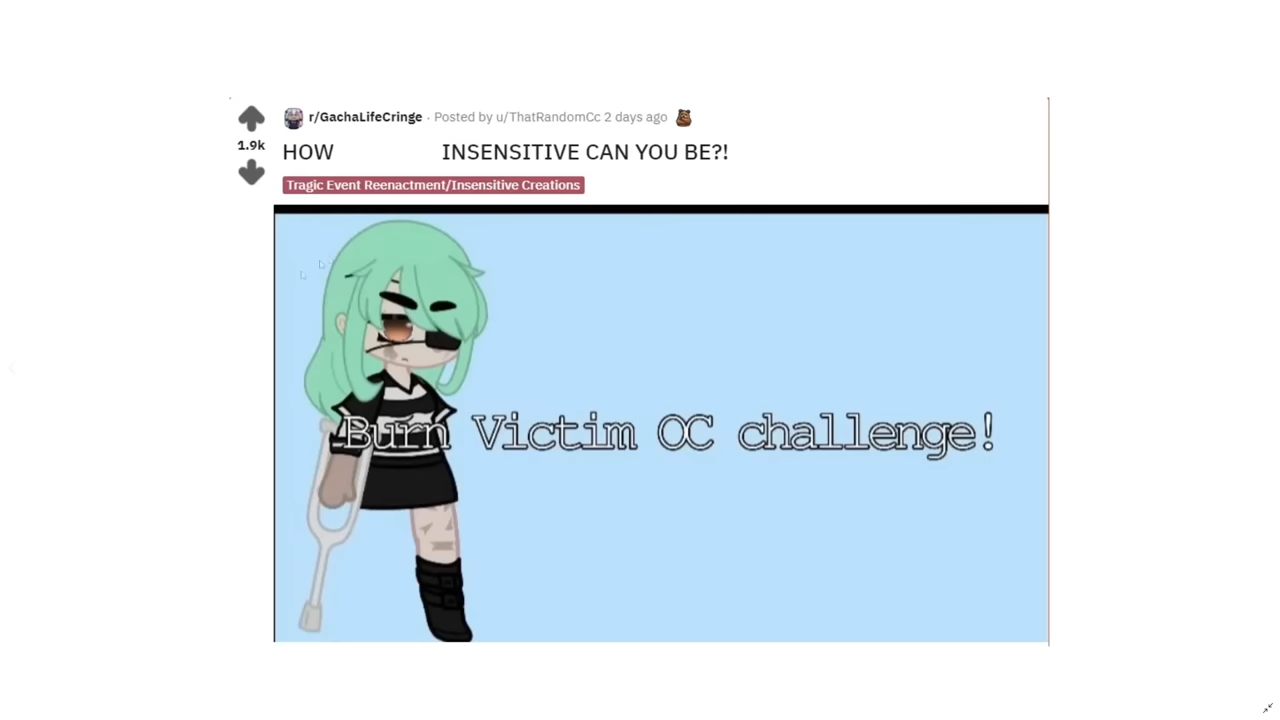 r/GachaLifeCringe · Posted by u/ThatRandomCc 2 days ago
1.9k
HOW INSENSITIVE CAN YOU BE?!
Tragic Event Reenactment/Insensitive Creations
Burn Victim OC challenge!